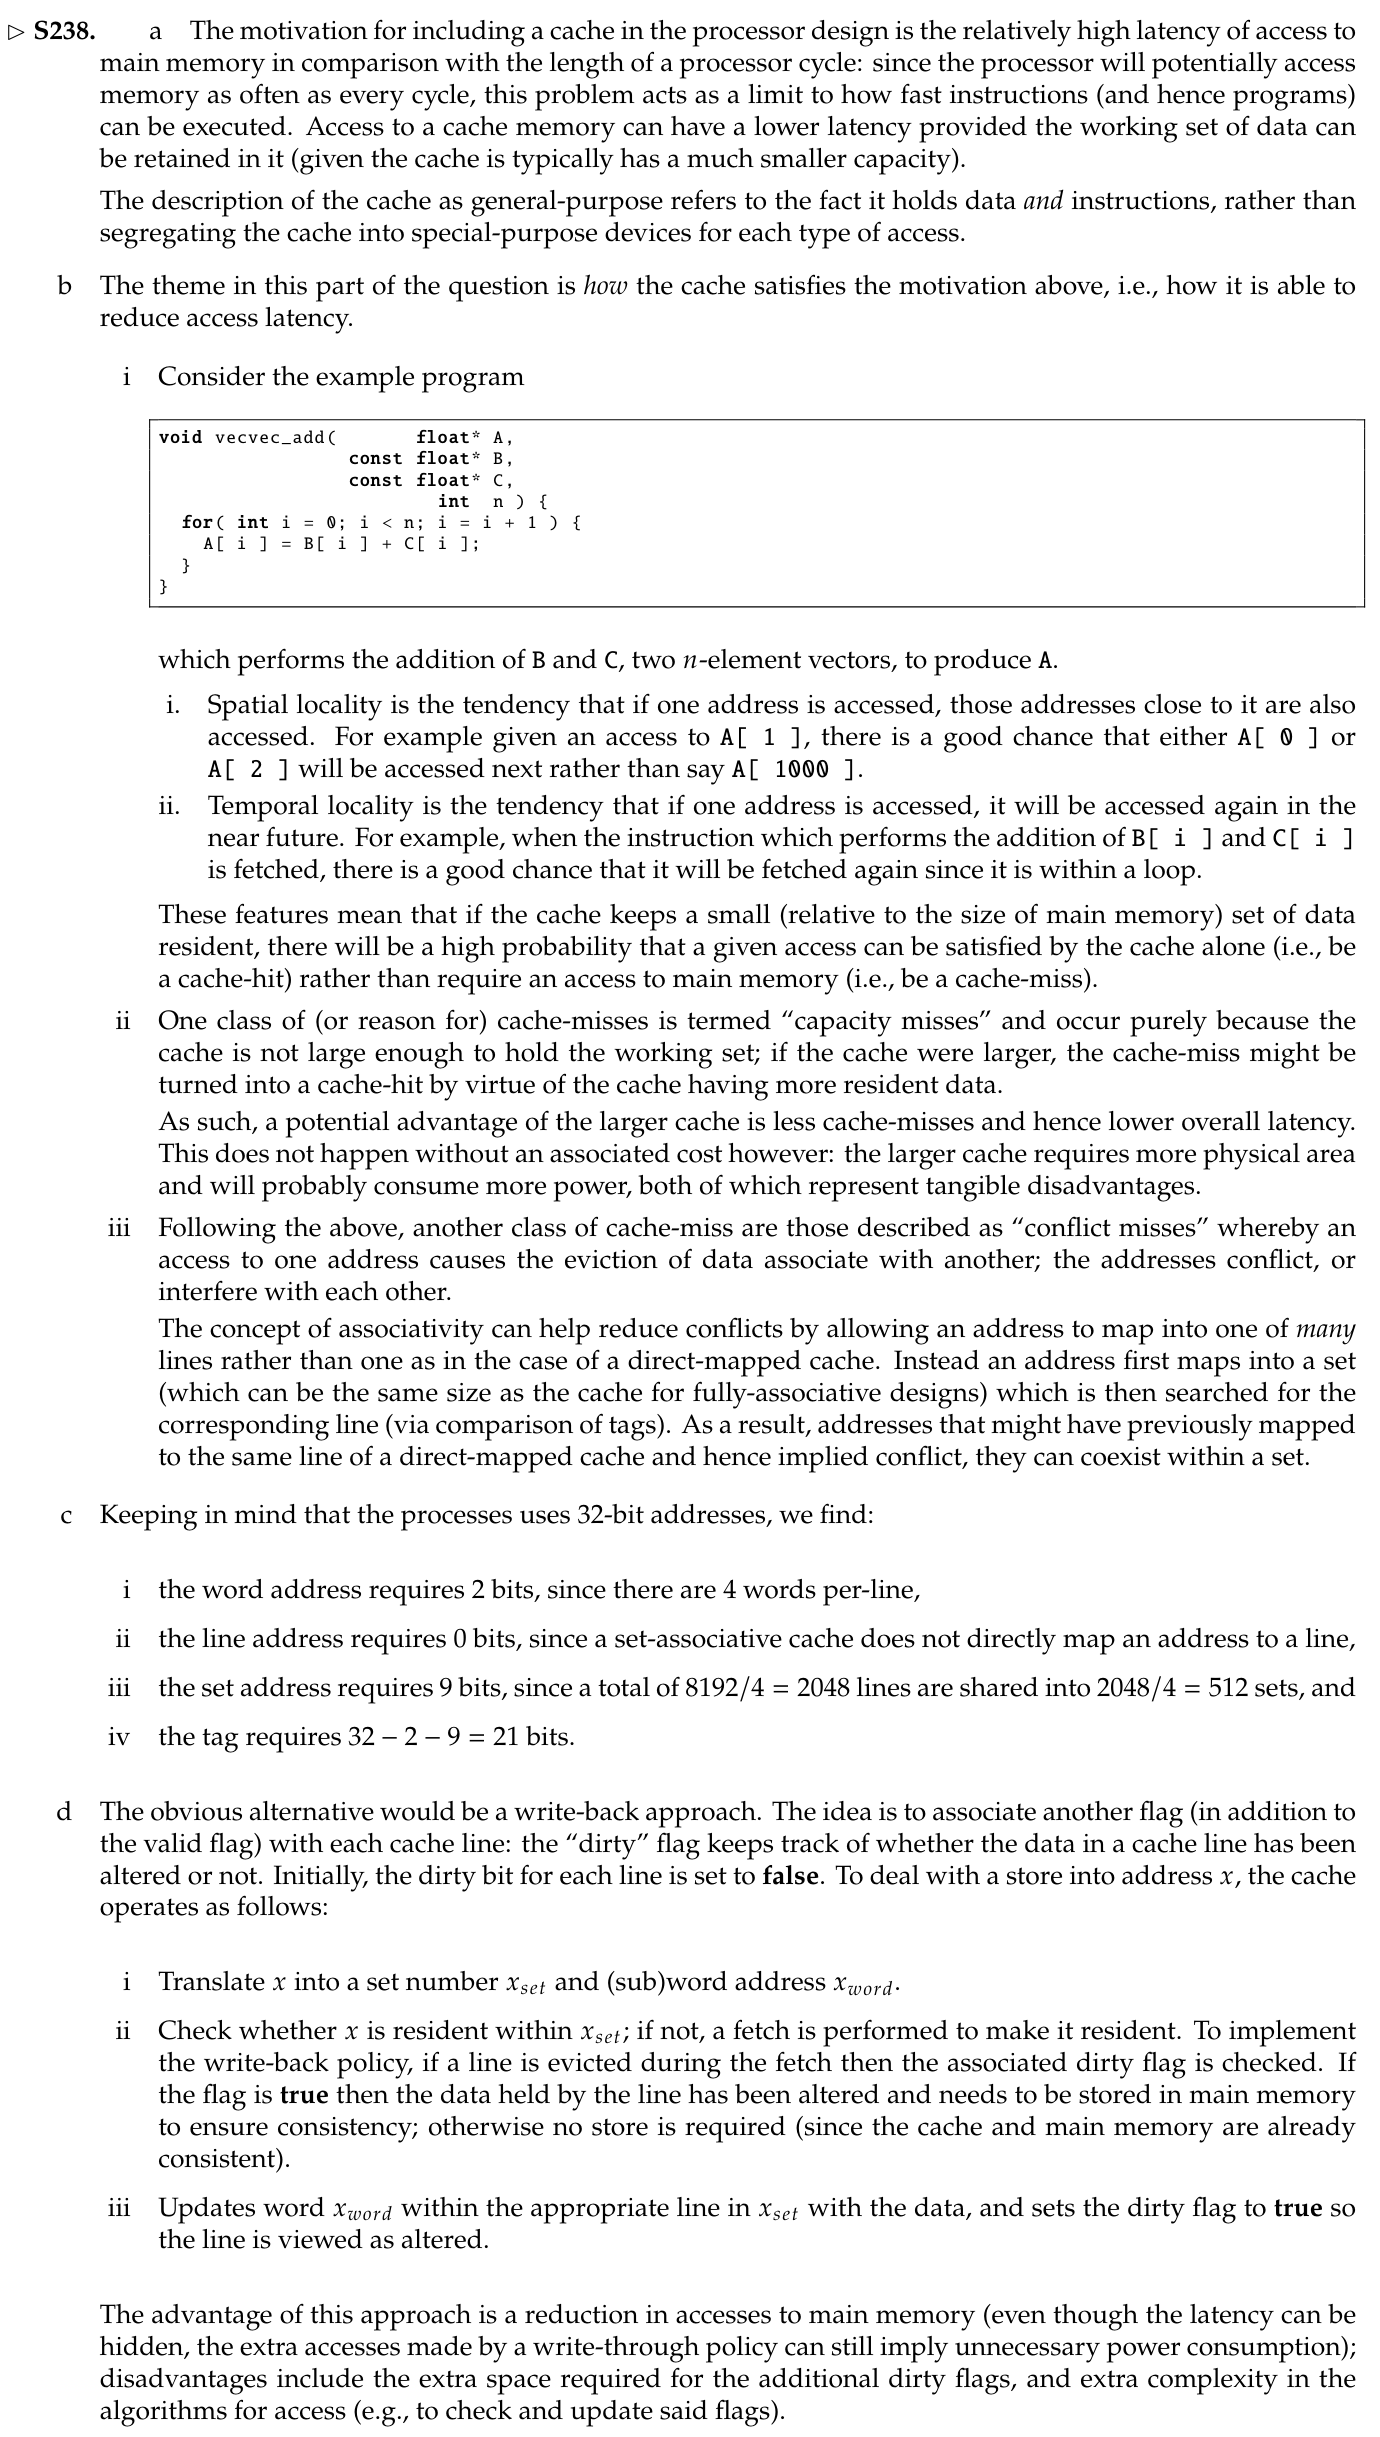 ▷ S238. a The motivation for including a cache in the processor design is the relatively high latency of access to
main memory in comparison with the length of a processor cycle: since the processor will potentially access
memory as often as every cycle, this problem acts as a limit to how fast instructions (and hence programs)
can be executed. Access to a cache memory can have a lower latency provided the working set of data can
be retained in it (given the cache is typically has a much smaller capacity).
The description of the cache as general-purpose refers to the fact it holds data and instructions, rather than
segregating the cache into special-purpose devices for each type of access.
b The theme in this part of the question is how the cache satisfies the motivation above, i.e., how it is able to
reduce access latency.
i Consider the example program
void vecvec_add(       float* A,
                 const float* B,
                 const float* C,
                         int  n ) {
  for( int i = 0; i < n; i = i + 1 ) {
    A[ i ] = B[ i ] + C[ i ];
  }
}
which performs the addition of B and C, two n-element vectors, to produce A.
i. Spatial locality is the tendency that if one address is accessed, those addresses close to it are also
accessed. For example given an access to A[ 1 ], there is a good chance that either A[ 0 ] or
A[ 2 ] will be accessed next rather than say A[ 1000 ].
ii. Temporal locality is the tendency that if one address is accessed, it will be accessed again in the
near future. For example, when the instruction which performs the addition of B[ i ] and C[ i ]
is fetched, there is a good chance that it will be fetched again since it is within a loop.
These features mean that if the cache keeps a small (relative to the size of main memory) set of data
resident, there will be a high probability that a given access can be satisfied by the cache alone (i.e., be
a cache-hit) rather than require an access to main memory (i.e., be a cache-miss).
ii One class of (or reason for) cache-misses is termed “capacity misses” and occur purely because the
cache is not large enough to hold the working set; if the cache were larger, the cache-miss might be
turned into a cache-hit by virtue of the cache having more resident data.
As such, a potential advantage of the larger cache is less cache-misses and hence lower overall latency.
This does not happen without an associated cost however: the larger cache requires more physical area
and will probably consume more power, both of which represent tangible disadvantages.
iii Following the above, another class of cache-miss are those described as “conflict misses” whereby an
access to one address causes the eviction of data associate with another; the addresses conflict, or
interfere with each other.
The concept of associativity can help reduce conflicts by allowing an address to map into one of many
lines rather than one as in the case of a direct-mapped cache. Instead an address first maps into a set
(which can be the same size as the cache for fully-associative designs) which is then searched for the
corresponding line (via comparison of tags). As a result, addresses that might have previously mapped
to the same line of a direct-mapped cache and hence implied conflict, they can coexist within a set.
c Keeping in mind that the processes uses 32-bit addresses, we find:
i the word address requires 2 bits, since there are 4 words per-line,
ii the line address requires 0 bits, since a set-associative cache does not directly map an address to a line,
iii the set address requires 9 bits, since a total of 8192/4 = 2048 lines are shared into 2048/4 = 512 sets, and
iv the tag requires 32 − 2 − 9 = 21 bits.
d The obvious alternative would be a write-back approach. The idea is to associate another flag (in addition to
the valid flag) with each cache line: the “dirty” flag keeps track of whether the data in a cache line has been
altered or not. Initially, the dirty bit for each line is set to false. To deal with a store into address x, the cache
operates as follows:
i Translate x into a set number x_set and (sub)word address x_word.
ii Check whether x is resident within x_set; if not, a fetch is performed to make it resident. To implement
the write-back policy, if a line is evicted during the fetch then the associated dirty flag is checked. If
the flag is true then the data held by the line has been altered and needs to be stored in main memory
to ensure consistency; otherwise no store is required (since the cache and main memory are already
consistent).
iii Updates word x_word within the appropriate line in x_set with the data, and sets the dirty flag to true so
the line is viewed as altered.
The advantage of this approach is a reduction in accesses to main memory (even though the latency can be
hidden, the extra accesses made by a write-through policy can still imply unnecessary power consumption);
disadvantages include the extra space required for the additional dirty flags, and extra complexity in the
algorithms for access (e.g., to check and update said flags).